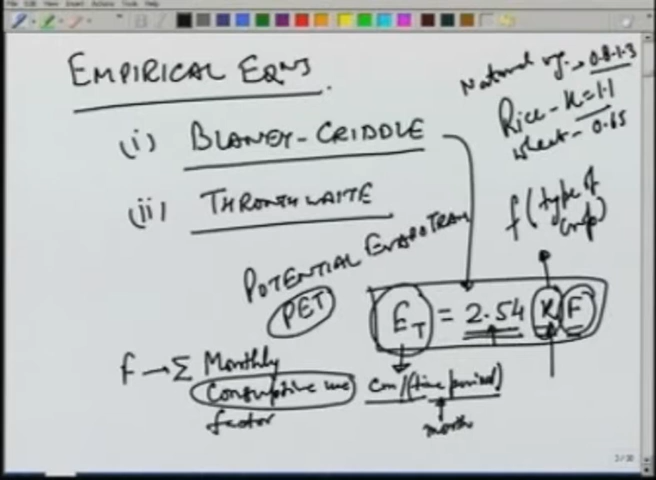 EMPIRICAL EQNS
(i) BLANEY-CRIDDLE
(ii) THRONTHWAITE
Natural veg. → 0.8-1.3
Rice - K=1.1
Wheat - 0.65
f(type of
crop)
POTENTIAL EVAPOTRAN
PET
E_T = 2.54 K F
F → Σ Monthly
Consumptive use
factor
cm/(time period)
month